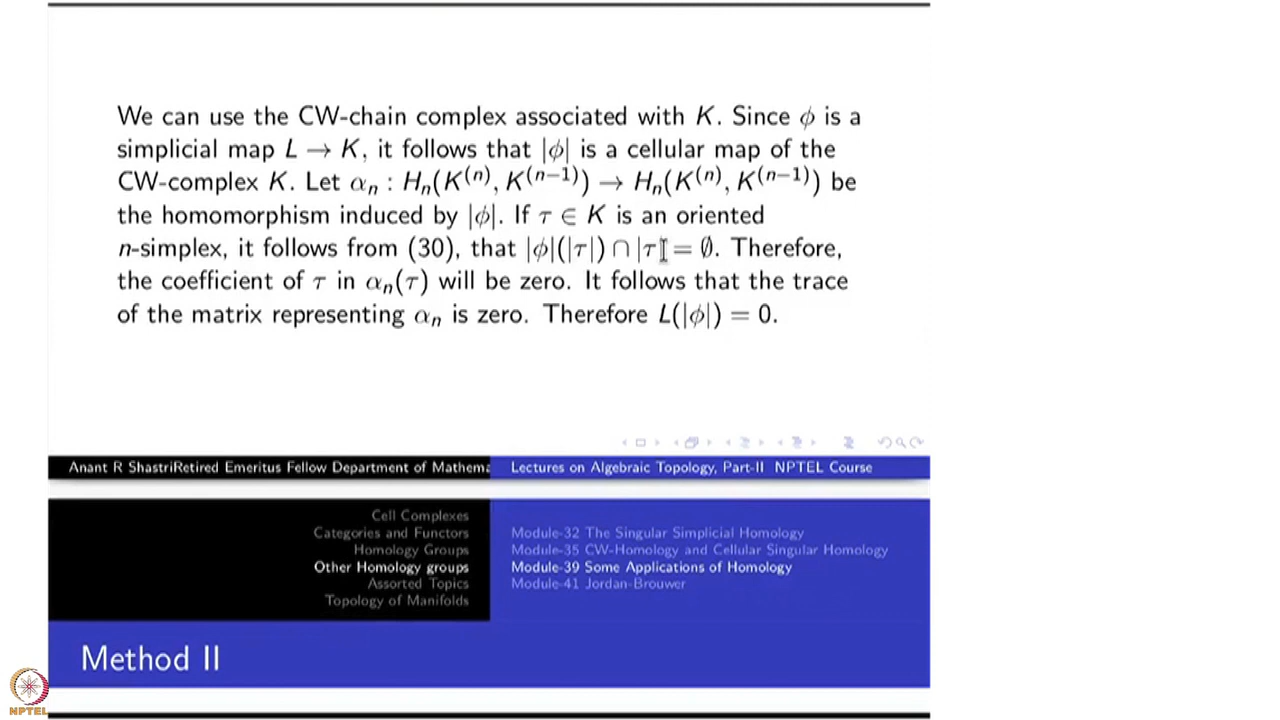 We can use the CW-chain complex associated with K. Since ϕ is a
simplicial map L → K, it follows that |ϕ| is a cellular map of the
CW-complex K. Let αₙ : Hₙ(K⁽ⁿ⁾, K⁽ⁿ⁻¹⁾) → Hₙ(K⁽ⁿ⁾, K⁽ⁿ⁻¹⁾) be
the homomorphism induced by |ϕ|. If τ ∈ K is an oriented
n-simplex, it follows from (30), that |ϕ|(|τ|) ∩ |τ| = ∅. Therefore,
the coefficient of τ in αₙ(τ) will be zero. It follows that the trace
of the matrix representing αₙ is zero. Therefore L(|ϕ|) = 0.
Anant R ShastriRetired Emeritus Fellow Department of Mathema
Lectures on Algebraic Topology, Part-II NPTEL Course
Cell Complexes
Categories and Functors
Homology Groups
Other Homology groups
Assorted Topics
Topology of Manifolds
Module-32 The Singular Simplicial Homology
Module-35 CW-Homology and Cellular Singular Homology
Module-39 Some Applications of Homology
Module-41 Jordan-Brouwer
Method II
NPTEL